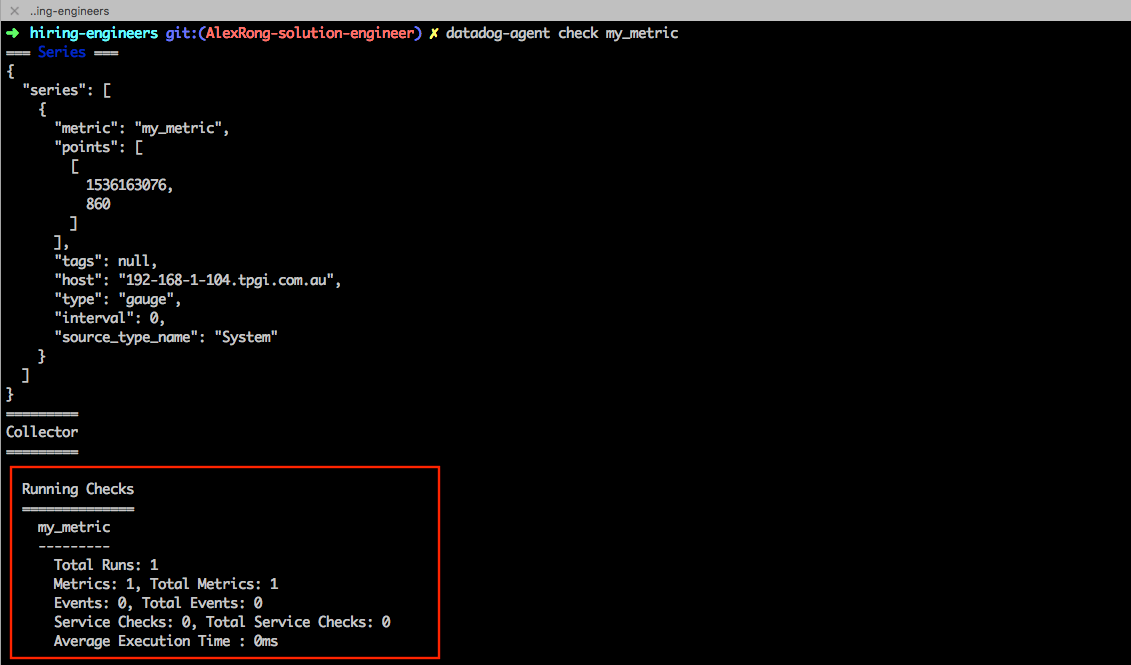 ✕ ..ing-engineers
➜ hiring-engineers git:(AlexRong-solution-engineer) ✗ datadog-agent check my_metric
=== Series ===
{
  "series": [
    {
      "metric": "my_metric",
      "points": [
        [
          1536163076,
          860
        ]
      ],
      "tags": null,
      "host": "192-168-1-104.tpgi.com.au",
      "type": "gauge",
      "interval": 0,
      "source_type_name": "System"
    }
  ]
}
=========
Collector
=========
  Running Checks
  ==============
    my_metric
    ---------
      Total Runs: 1
      Metrics: 1, Total Metrics: 1
      Events: 0, Total Events: 0
      Service Checks: 0, Total Service Checks: 0
      Average Execution Time : 0ms